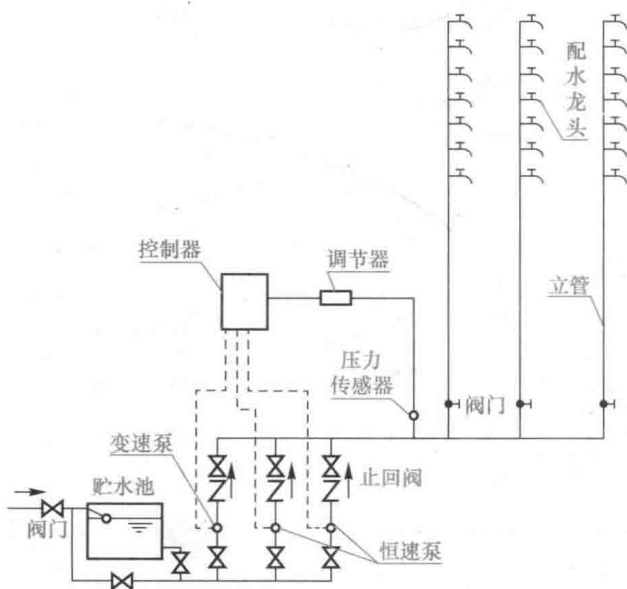 配水龙头
控制器
调节器
立管
压力
传感器
阀门
变速泵
止回阀
贮水池
阀门
恒速泵